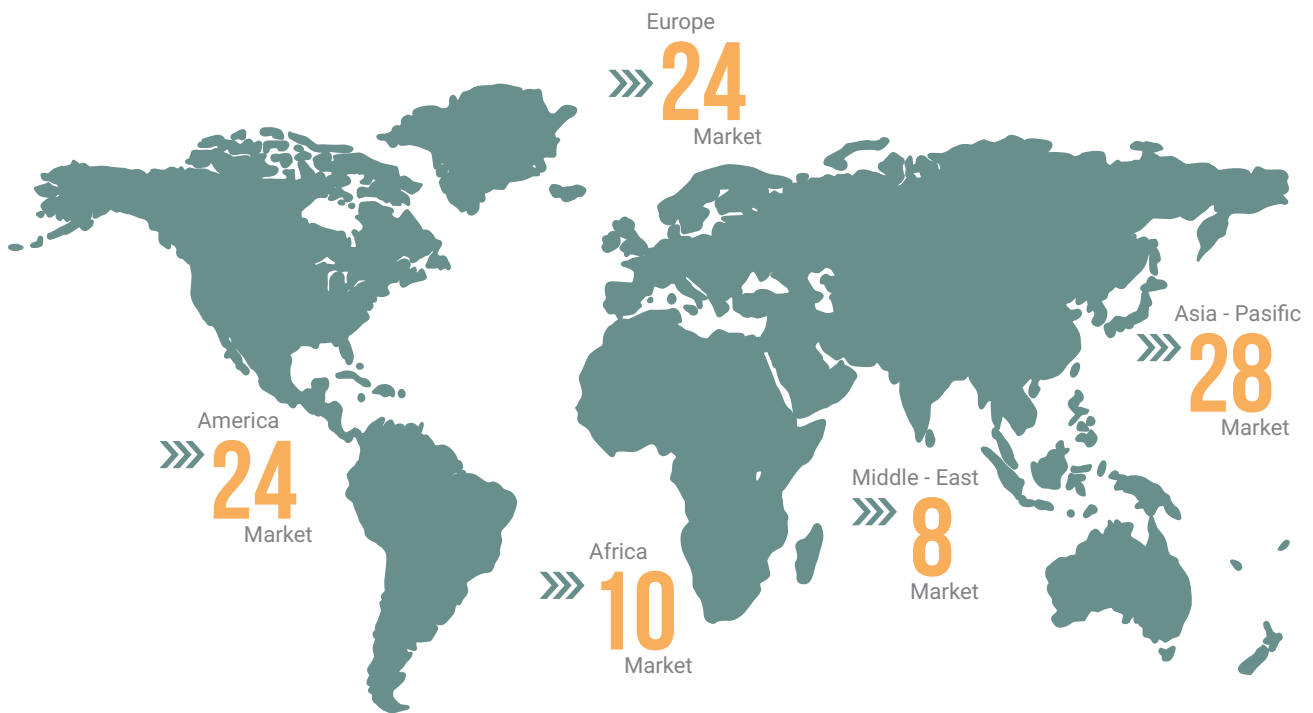 Europe
24
Market
Asia - Pasific
28
Market
America
24
Market
Middle - East
8
Market
Africa
10
Market